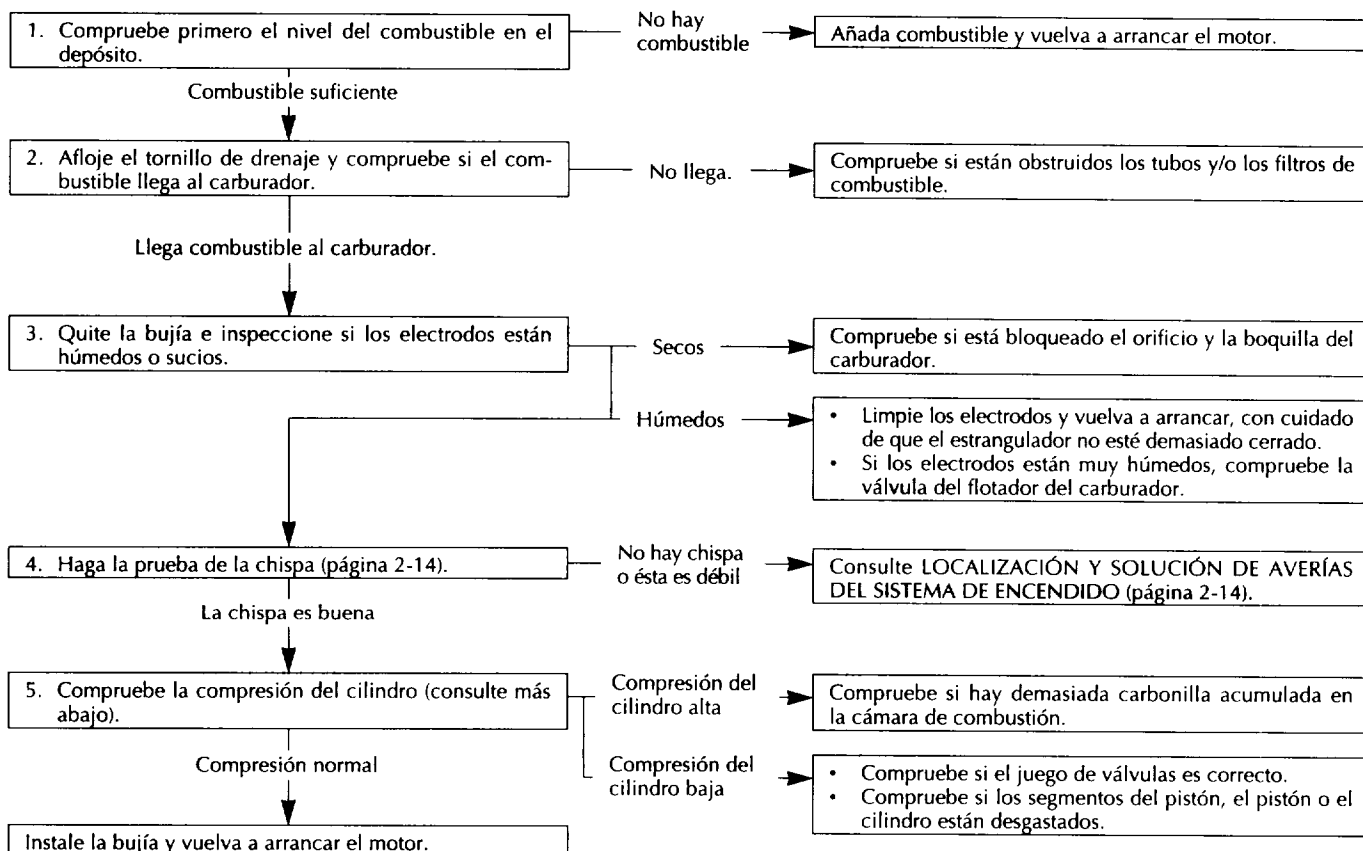 1. Compruebe primero el nivel del combustible en el
depósito.
No hay
combustible
Añada combustible y vuelva a arrancar el motor.
Combustible suficiente
2. Afloje el tornillo de drenaje y compruebe si el com-
bustible llega al carburador.
No llega.
Compruebe si están obstruidos los tubos y/o los filtros de
combustible.
Llega combustible al carburador.
3. Quite la bujía e inspeccione si los electrodos están
húmedos o sucios.
Secos
Compruebe si está bloqueado el orificio y la boquilla del
carburador.
Húmedos
• Limpie los electrodos y vuelva a arrancar, con cuidado
de que el estrangulador no esté demasiado cerrado.
• Si los electrodos están muy húmedos, compruebe la
válvula del flotador del carburador.
4. Haga la prueba de la chispa (página 2-14).
No hay chispa
o ésta es débil
Consulte LOCALIZACIÓN Y SOLUCIÓN DE AVERÍAS
DEL SISTEMA DE ENCENDIDO (página 2-14).
La chispa es buena
5. Compruebe la compresión del cilindro (consulte más
abajo).
Compresión del
cilindro alta
Compruebe si hay demasiada carbonilla acumulada en
la cámara de combustión.
Compresión normal
Compresión del
cilindro baja
• Compruebe si el juego de válvulas es correcto.
• Compruebe si los segmentos del pistón, el pistón o el
cilindro están desgastados.
Instale la bujía y vuelva a arrancar el motor.